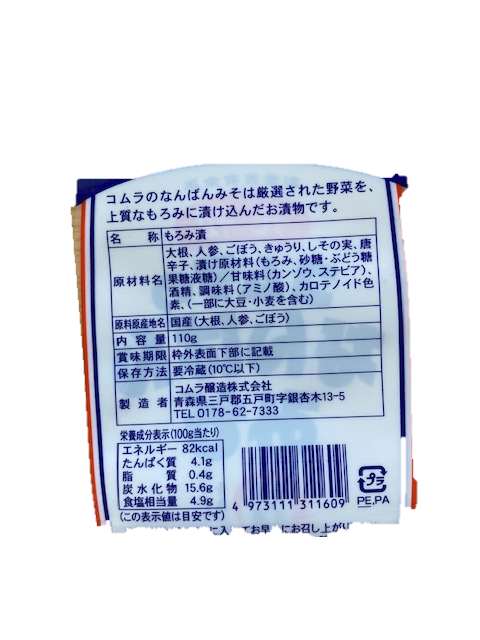 コムラのなんばんみそは厳選された野菜を、
上質なもろみに漬け込んだお漬物です。
名 称 もろみ漬
原材料名 大根、人参、ごぼう、きゅうり、しその実、唐
辛子、漬け原材料(もろみ、砂糖・ぶどう糖
果糖液糖)/甘味料(カンゾウ、ステビア)、
酒精、調味料(アミノ酸)、カロテノイド色
素、(一部に大豆・小麦を含む)
原料原産地名 国産(大根、人参、ごぼう)
内容量 110g
賞味期限 枠外表面下部に記載
保存方法 要冷蔵(10℃以下)
製造者 コムラ醸造株式会社
青森県三戸郡五戸町字銀杏木13-5
TEL 0178-62-7333
栄養成分表示(100g当たり)
エネルギー 82kcal
たんぱく質 4.1g
脂質 0.4g
炭水化物 15.6g
食塩相当量 4.9g
(この表示値は目安です)
4 973111 311609
プラ
PE,PA
お早 にお召し上がり